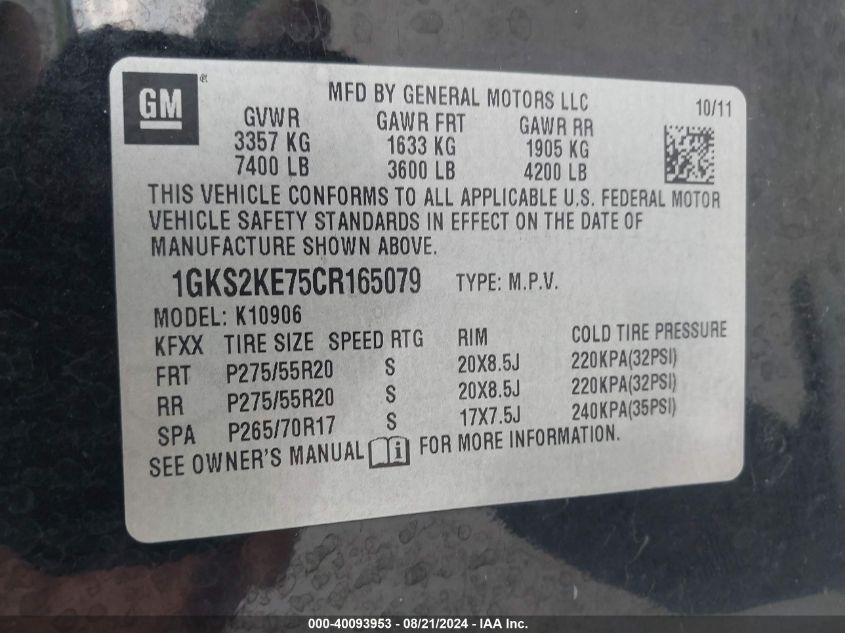 GM
MFD BY GENERAL MOTORS LLC
10/11
GVWR GAWR FRT GAWR RR
3357 KG 1633 KG 1905 KG
7400 LB 3600 LB 4200 LB
THIS VEHICLE CONFORMS TO ALL APPLICABLE U.S. FEDERAL MOTOR
VEHICLE SAFETY STANDARDS IN EFFECT ON THE DATE OF
MANUFACTURE SHOWN ABOVE.
1GKS2KE75CR165079 TYPE: M.P.V.
MODEL: K10906
KFXX TIRE SIZE SPEED RTG RIM COLD TIRE PRESSURE
FRT P275/55R20 S 20X8.5J 220KPA(32PSI)
RR P275/55R20 S 20X8.5J 220KPA(32PSI)
SPA P265/70R17 S 17X7.5J 240KPA(35PSI)
SEE OWNER'S MANUAL i FOR MORE INFORMATION.
000-40093953 - 08/21/2024 - IAA Inc.